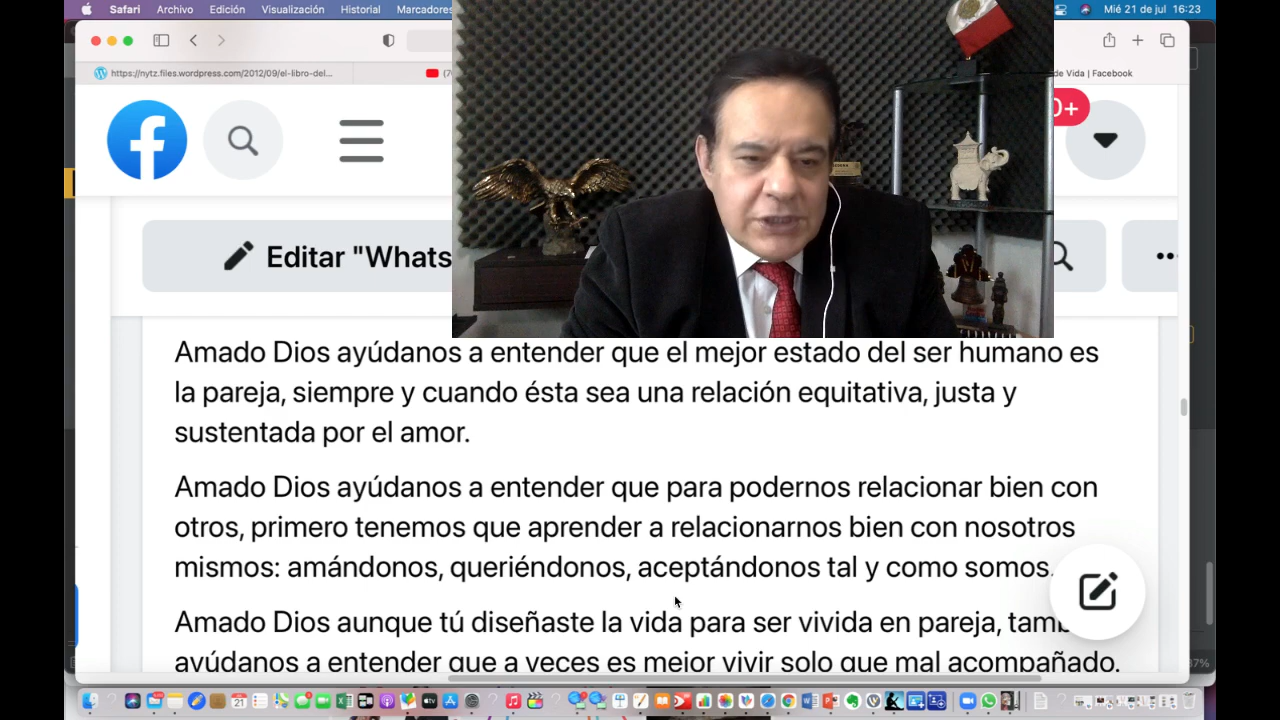 Safari Archivo Edición Visualización Historial Marcadores Mié 21 de jul 16:23
https://nytz.files.wordpress.com/2012/09/el-libro-del... de Vida | Facebook
0+
Editar "Whats
Amado Dios ayúdanos a entender que el mejor estado del ser humano es
la pareja, siempre y cuando ésta sea una relación equitativa, justa y
sustentada por el amor.
Amado Dios ayúdanos a entender que para podernos relacionar bien con
otros, primero tenemos que aprender a relacionarnos bien con nosotros
mismos: amándonos, queriéndonos, aceptándonos tal y como somos.
Amado Dios aunque tú diseñaste la vida para ser vivida en pareja, tamb
ayúdanos a entender que a veces es mejor vivir solo que mal acompañado.
37%